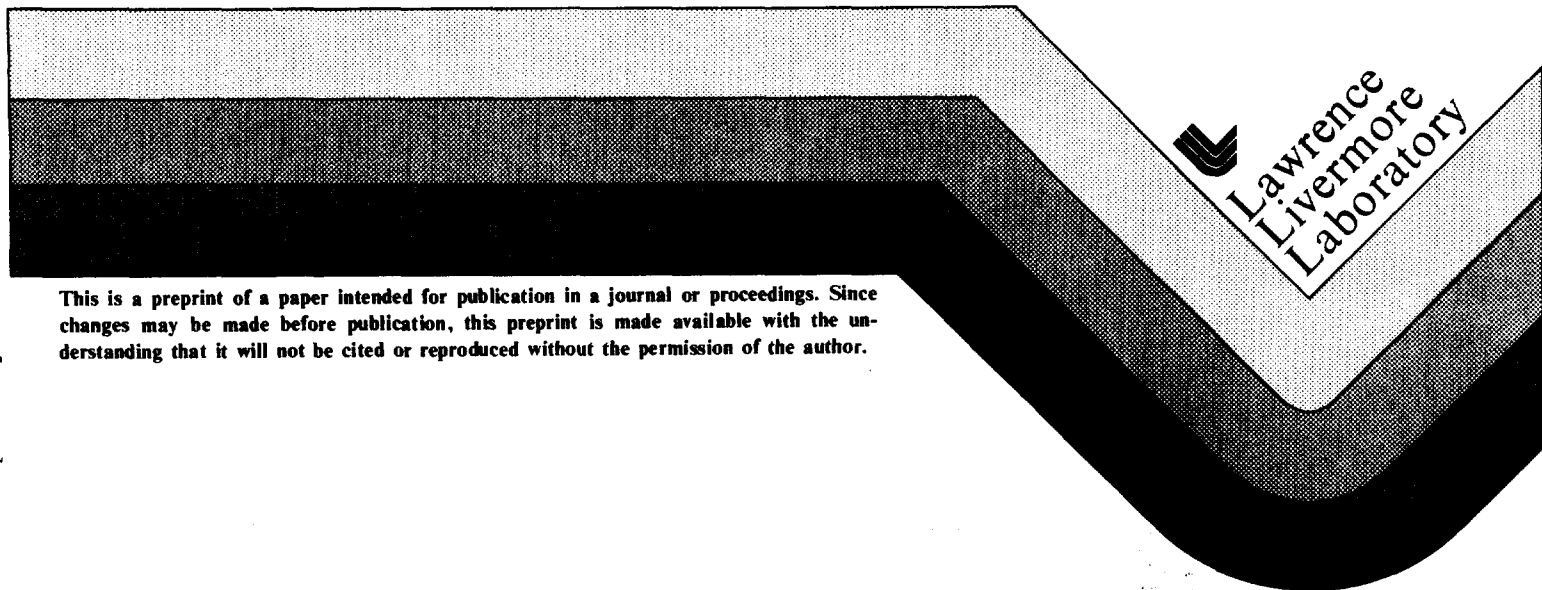 Lawrence
Livermore
Laboratory
This is a preprint of a paper intended for publication in a journal or proceedings. Since
changes may be made before publication, this preprint is made available with the un-
derstanding that it will not be cited or reproduced without the permission of the author.